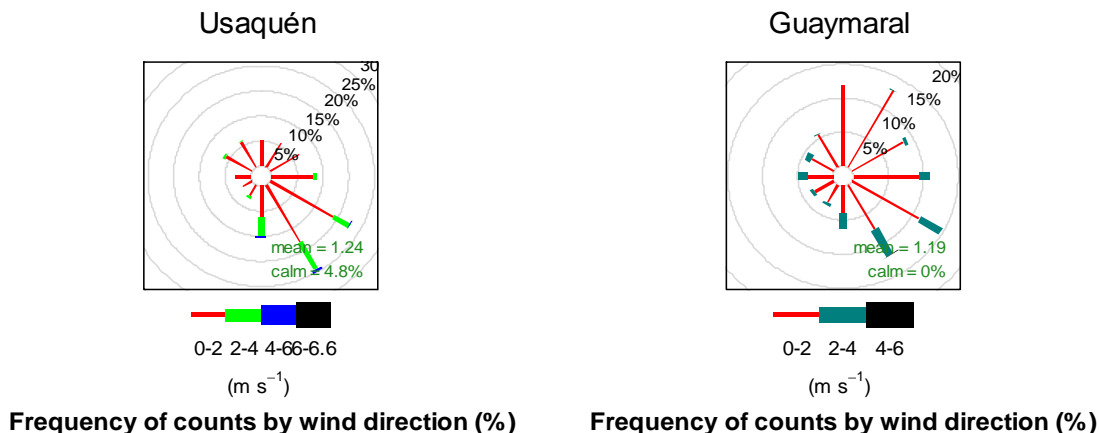 Usaquén
30
25%
20%
15%
10%
5%
mean = 1.24
calm = 4.8%
0-2 2-4 4-6 6-6.6
(m s−1)
Frequency of counts by wind direction (%)
Guaymaral
20%
15%
10%
5%
mean = 1.19
calm = 0%
0-2 2-4 4-6
(m s−1)
Frequency of counts by wind direction (%)